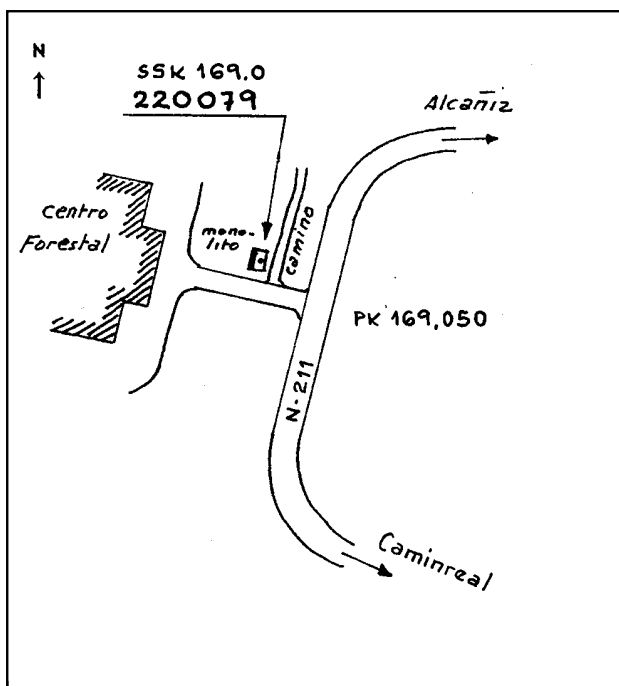 N
SSK 169.0
220079
Alcañiz
Centro
Forestal
mono-
lito
camino
PK 169,050
N-211
Caminreal